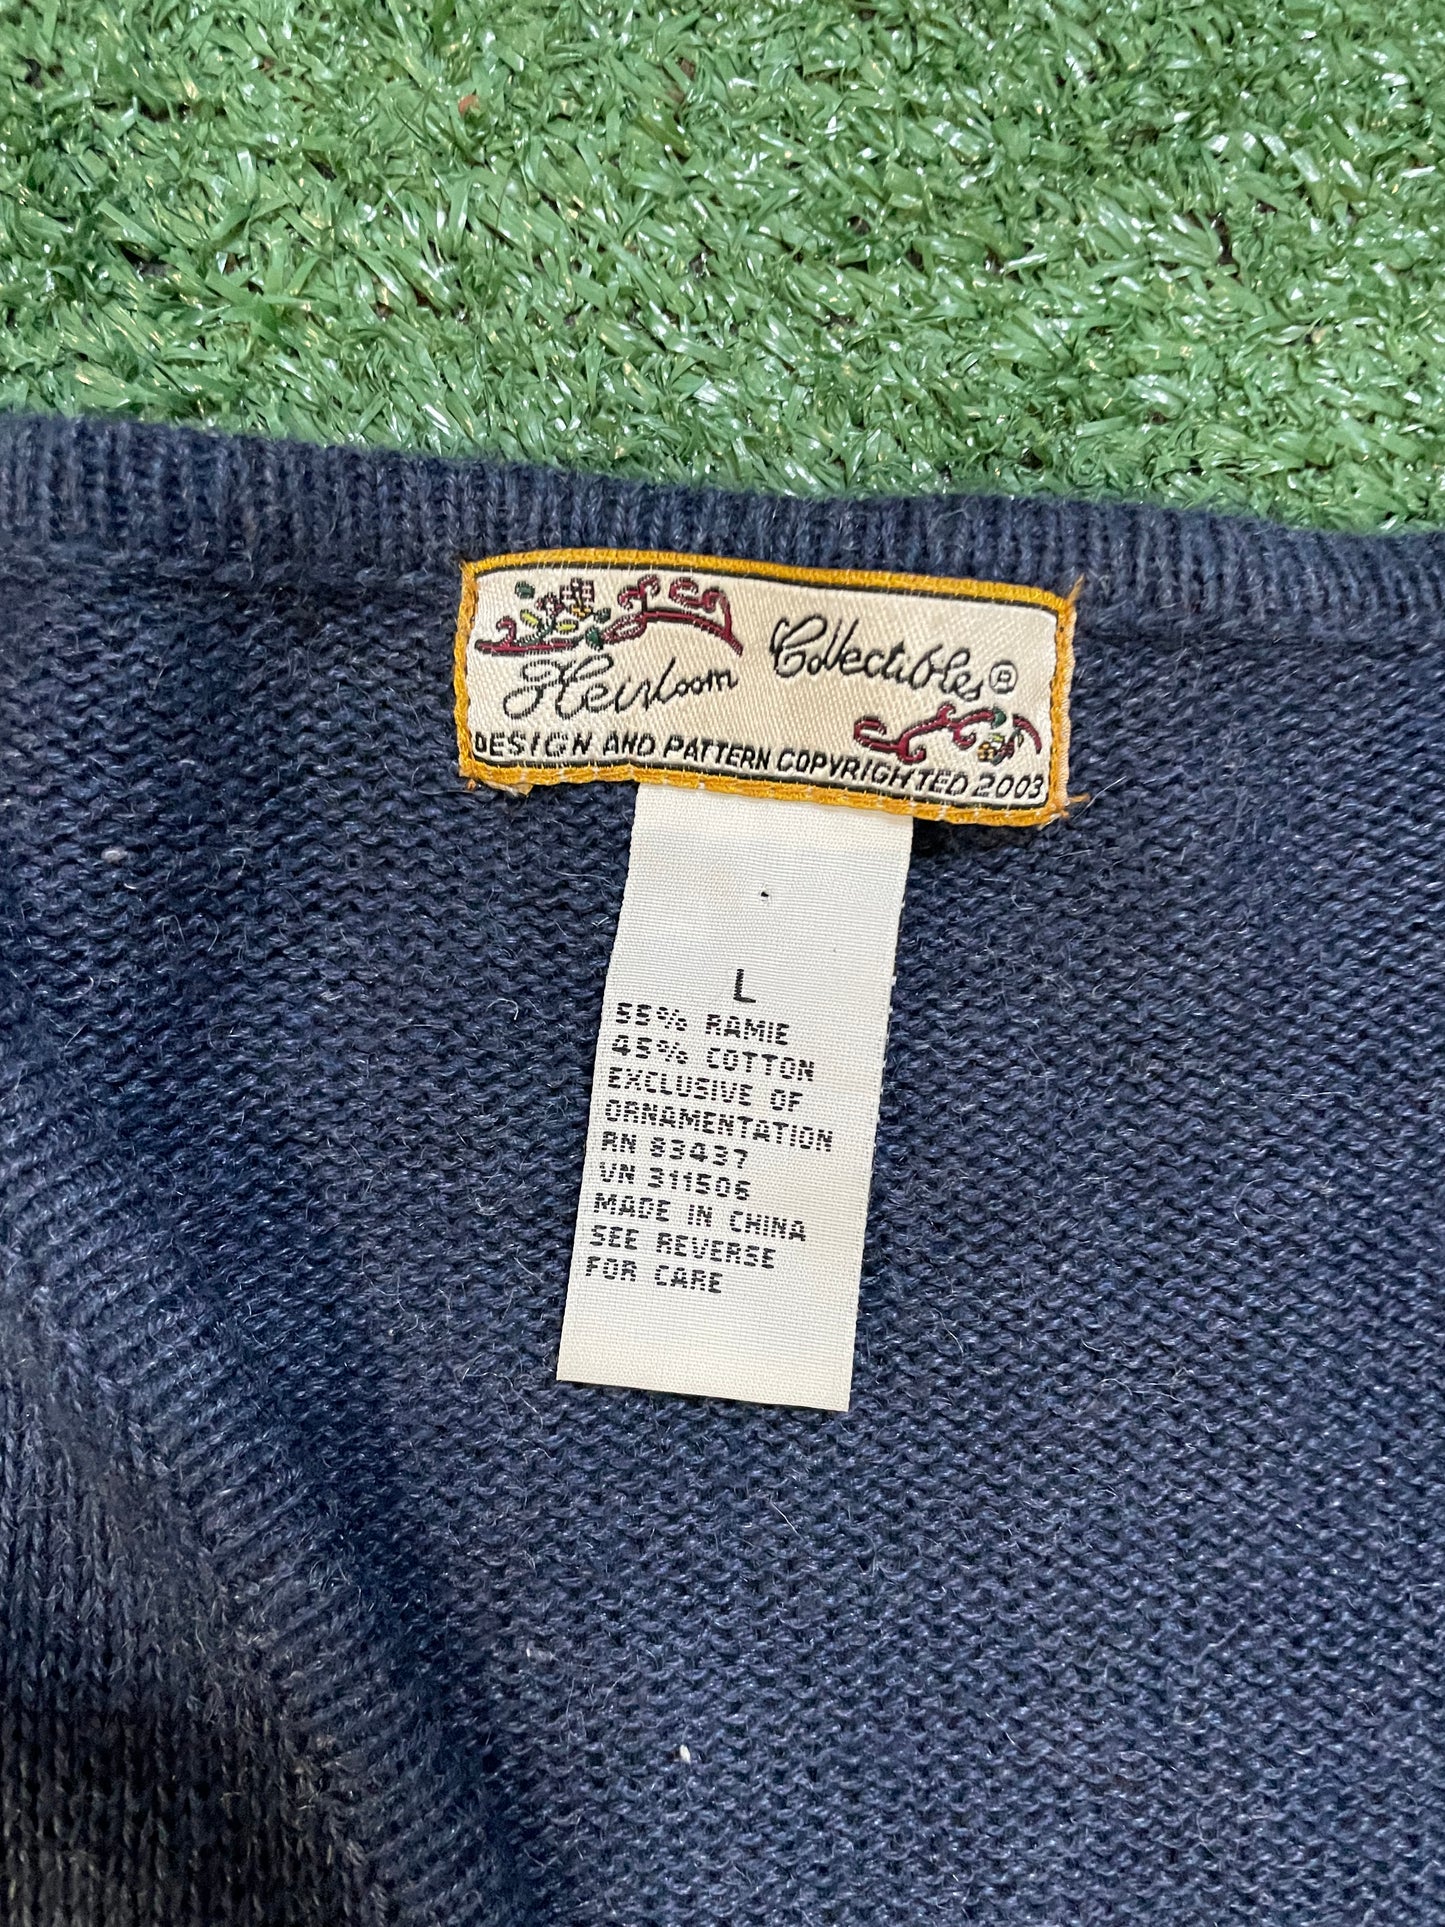 Heirloom Collectibles®
DESIGN AND PATTERN COPYRIGHTED 2003
L
55% RAMIE
45% COTTON
EXCLUSIVE OF
ORNAMENTATION
RN 83437
VN 311506
MADE IN CHINA
SEE REVERSE
FOR CARE